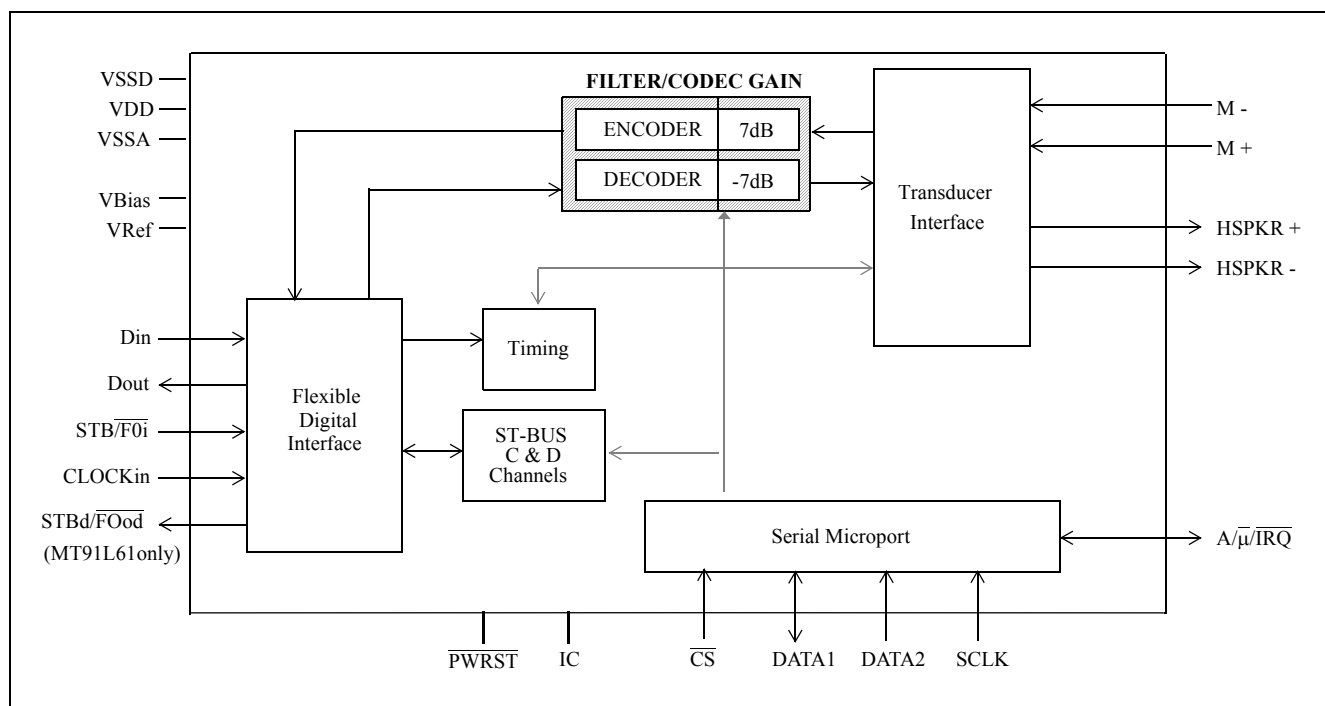 FILTER/CODEC GAIN
VSSD
VDD
VSSA
VBias
VRef
ENCODER 7dB
DECODER -7dB
Transducer
Interface
M -
M +
HSPKR +
HSPKR -
Din
Dout
STB/F0i
CLOCKin
STBd/FOod
(MT91L61only)
Flexible
Digital
Interface
Timing
ST-BUS
C & D
Channels
Serial Microport
A/μ/IRQ
PWRST
IC
CS
DATA1
DATA2
SCLK